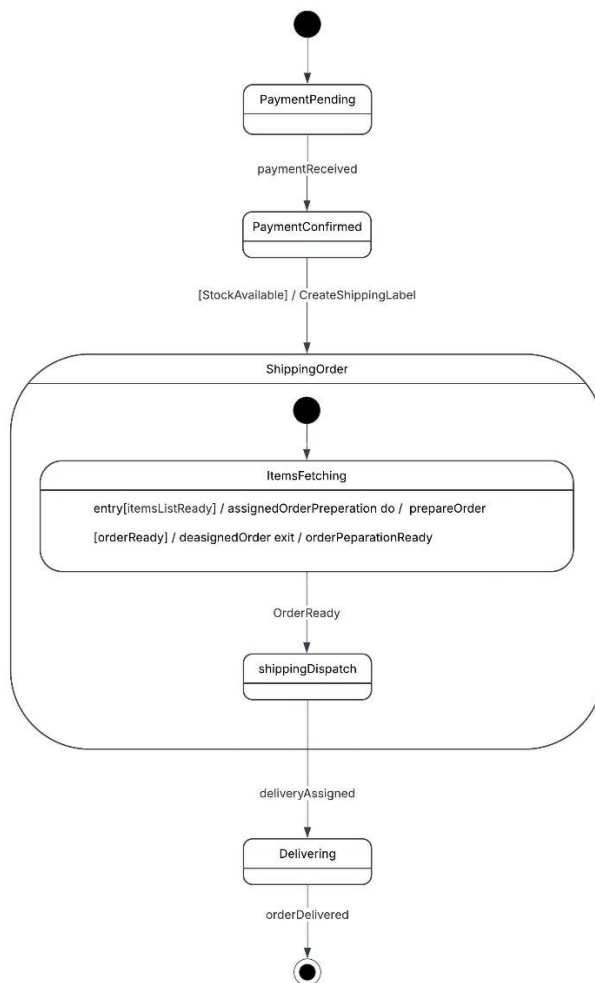 PaymentPending
paymentReceived
PaymentConfirmed
[StockAvailable] / CreateShippingLabel
ShippingOrder
ItemsFetching
entry[itemsListReady] / assignedOrderPreperation do / prepareOrder
[orderReady] / deasignedOrder exit / orderPeparationReady
OrderReady
shippingDispatch
deliveryAssigned
Delivering
orderDelivered